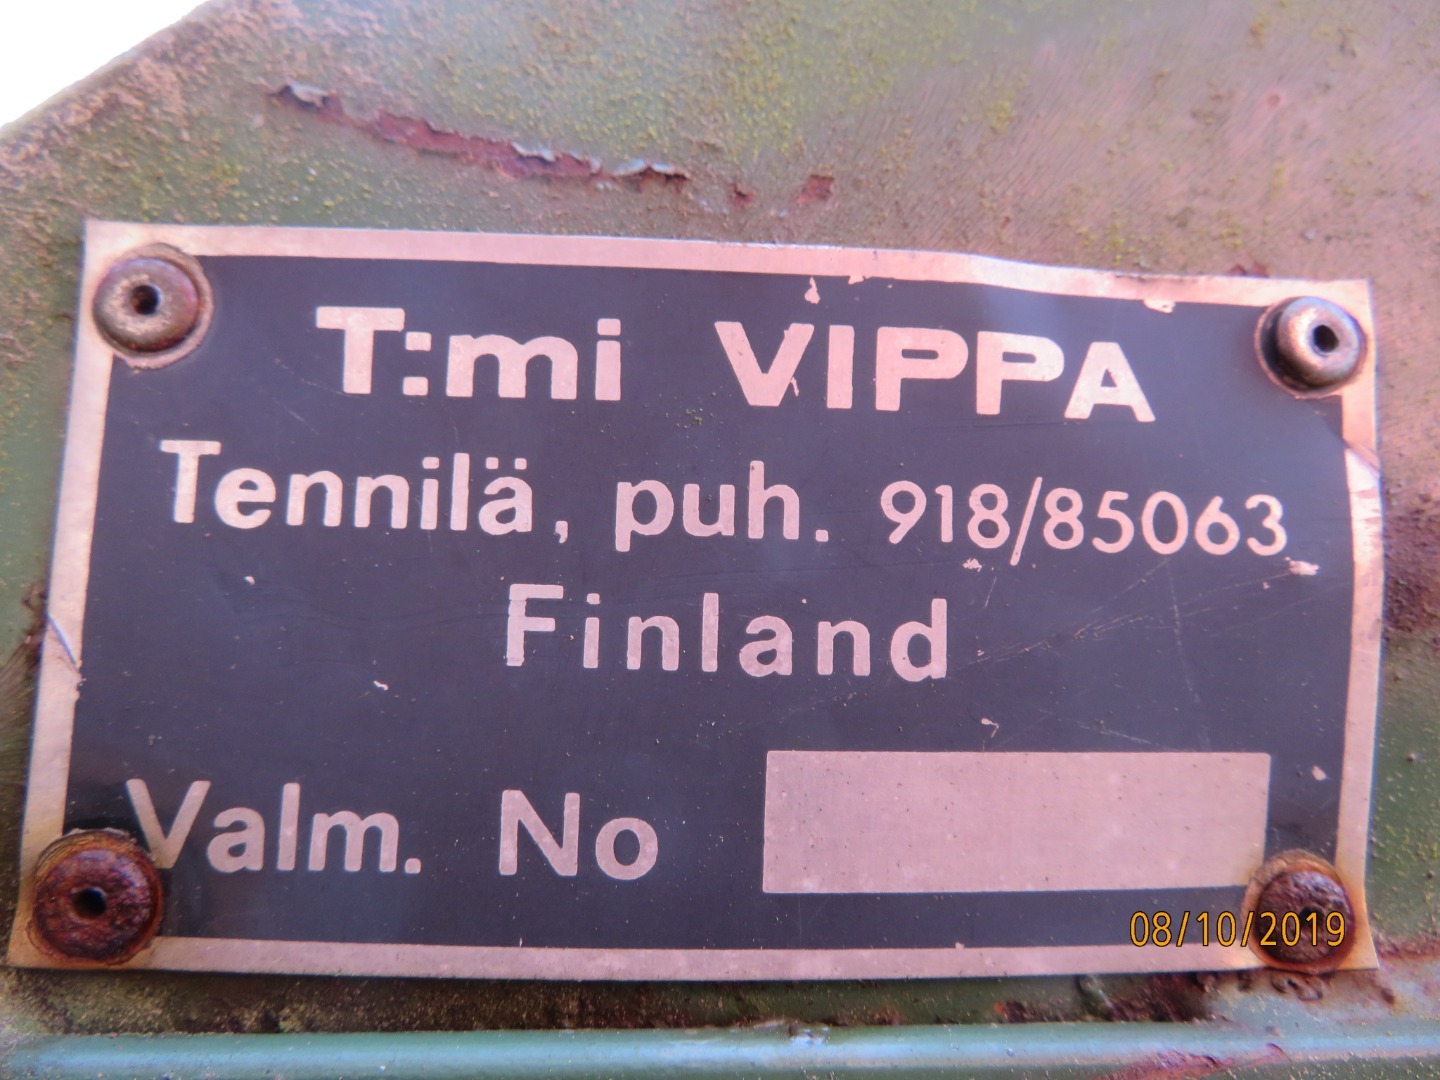 T:mi VIPPA
Tennilä, puh. 918/85063
Finland
Valm. No
08/10/2019